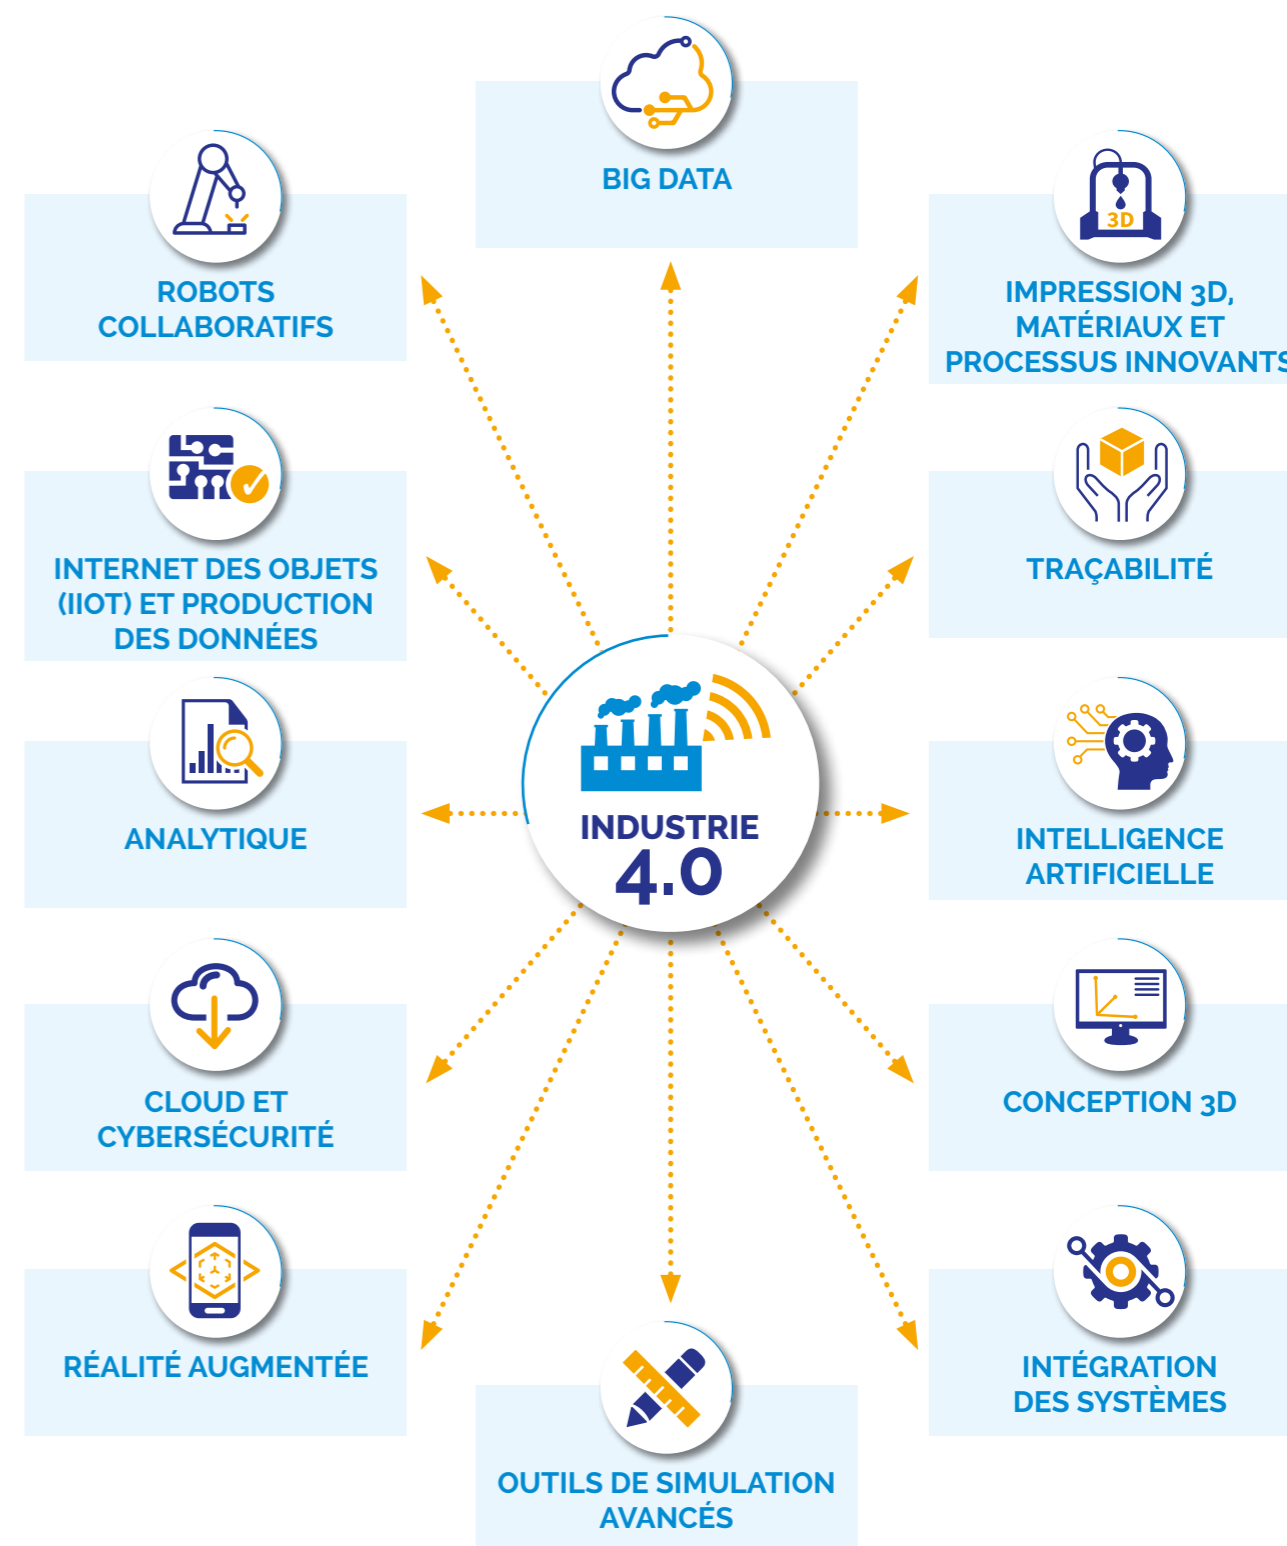 BIG DATA
ROBOTS
COLLABORATIFS
3D
IMPRESSION 3D,
MATÉRIAUX ET
PROCESSUS INNOVANTS
INTERNET DES OBJETS
(IIOT) ET PRODUCTION
DES DONNÉES
TRAÇABILITÉ
ANALYTIQUE
INDUSTRIE
4.0
INTELLIGENCE
ARTIFICIELLE
CLOUD ET
CYBERSÉCURITÉ
CONCEPTION 3D
RÉALITÉ AUGMENTÉE
INTÉGRATION
DES SYSTÈMES
OUTILS DE SIMULATION
AVANCÉS